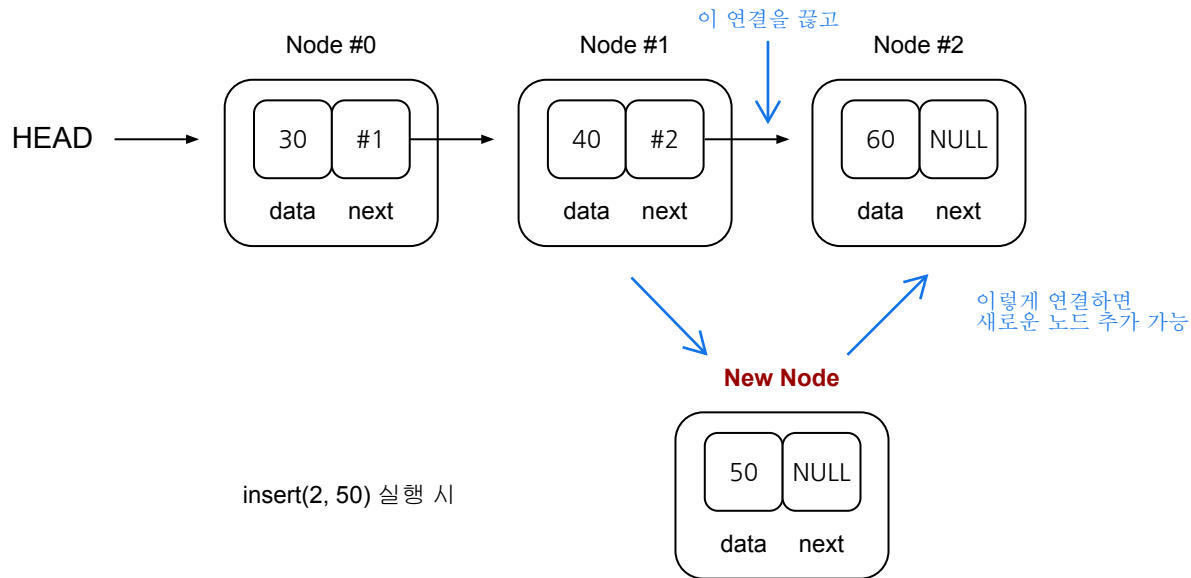 이 연결을 끊고
Node #0
Node #1
Node #2
HEAD
30
#1
40
#2
60
NULL
data
next
data
next
data
next
이렇게 연결하면
새로운 노드 추가 가능
New Node
50
NULL
insert(2, 50) 실행 시
data
next